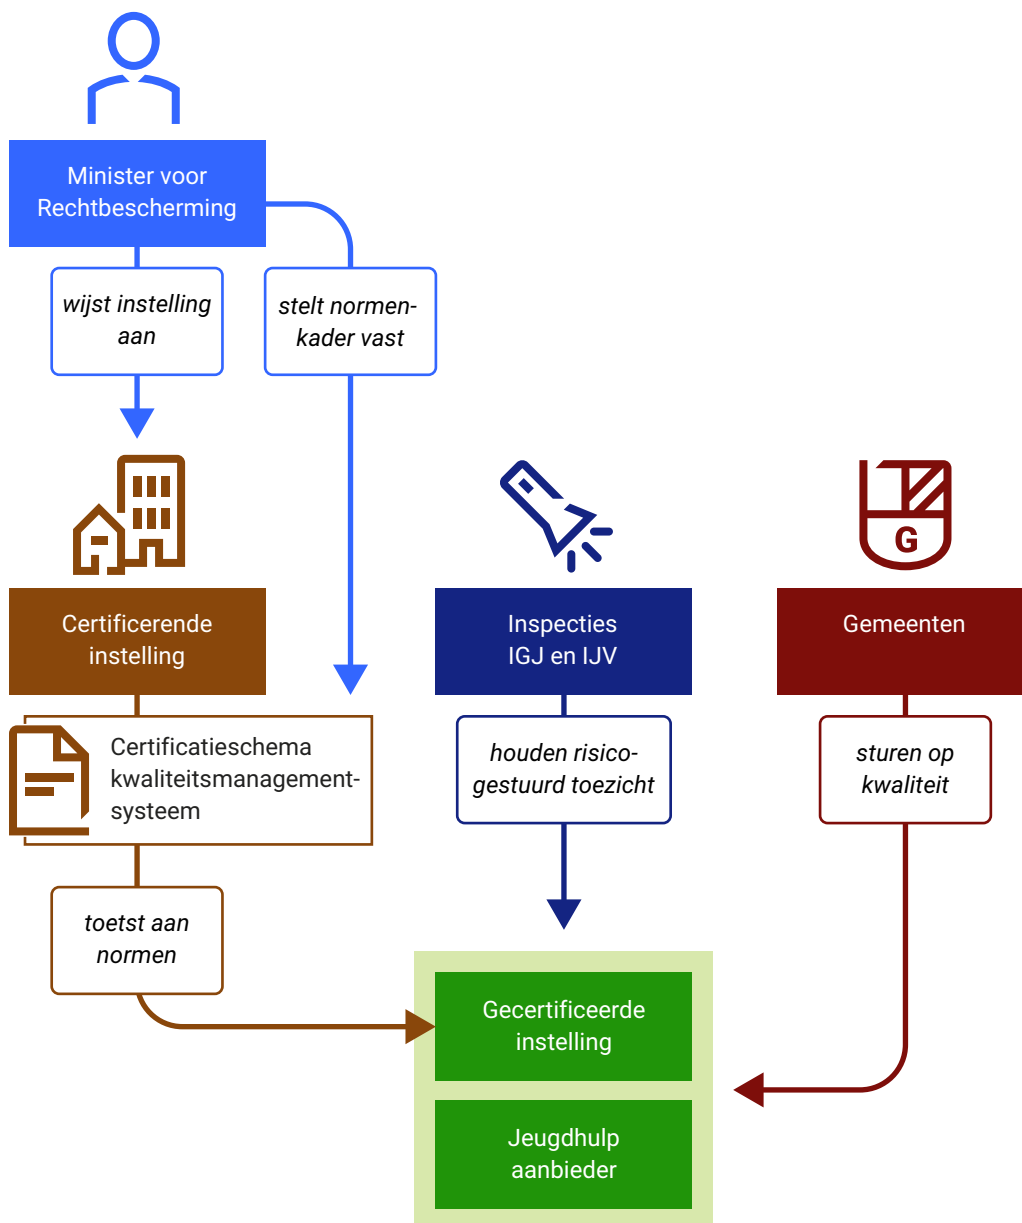 Minister voor
Rechtbescherming
wijst instelling
aan
stelt normen-
kader vast
G
Certificerende
instelling
Inspecties
IGJ en IJV
Gemeenten
Certificatieschema
kwaliteitsmanagement-
systeem
houden risico-
gestuurd toezicht
sturen op
kwaliteit
toetst aan
normen
Gecertificeerde
instelling
Jeugdhulp
aanbieder